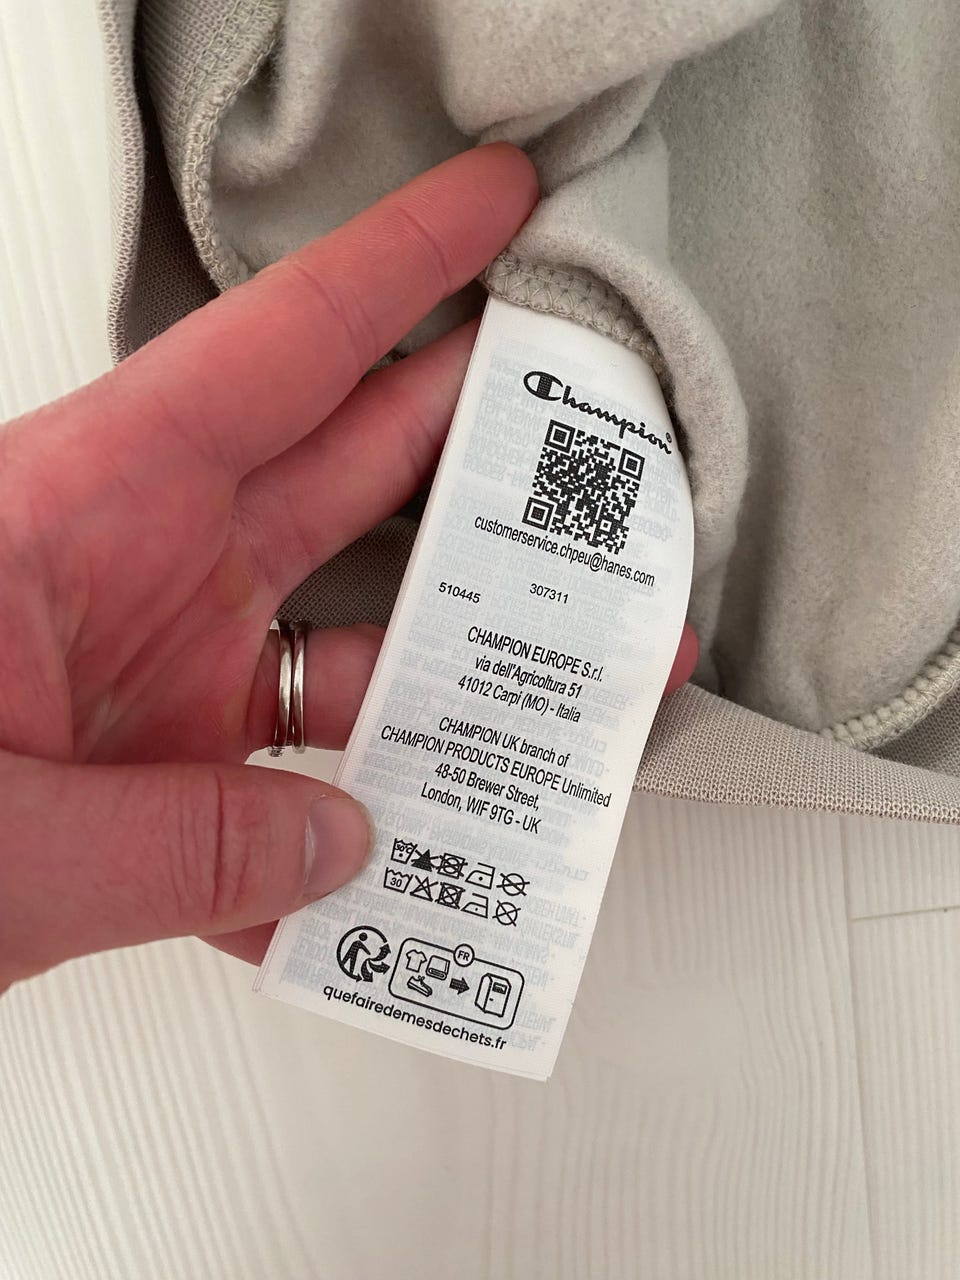 Champion®
customerservice.chpeu@hanes.com
510445 307311
CHAMPION EUROPE S.r.l.
via dell'Agricoltura 51
41012 Carpi (MO) - Italia
CHAMPION UK branch of
CHAMPION PRODUCTS EUROPE Unlimited
48-50 Brewer Street,
London, WIF 9TG - UK
30°C
30
FR
quefairedemesdechets.fr